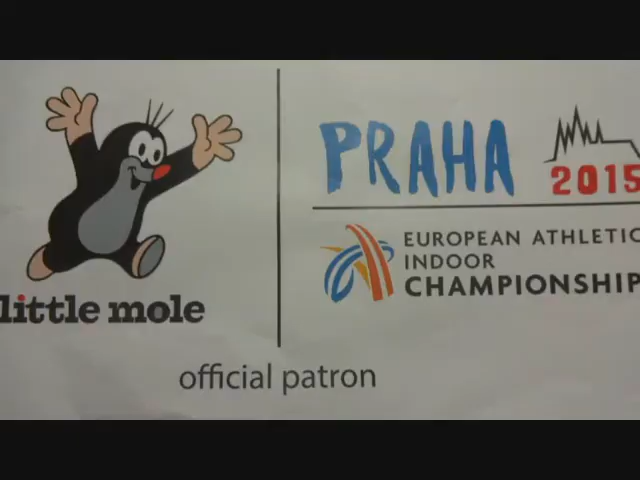 little mole
PRAHA
2015
EUROPEAN ATHLETIC
INDOOR
CHAMPIONSHIP
official patron